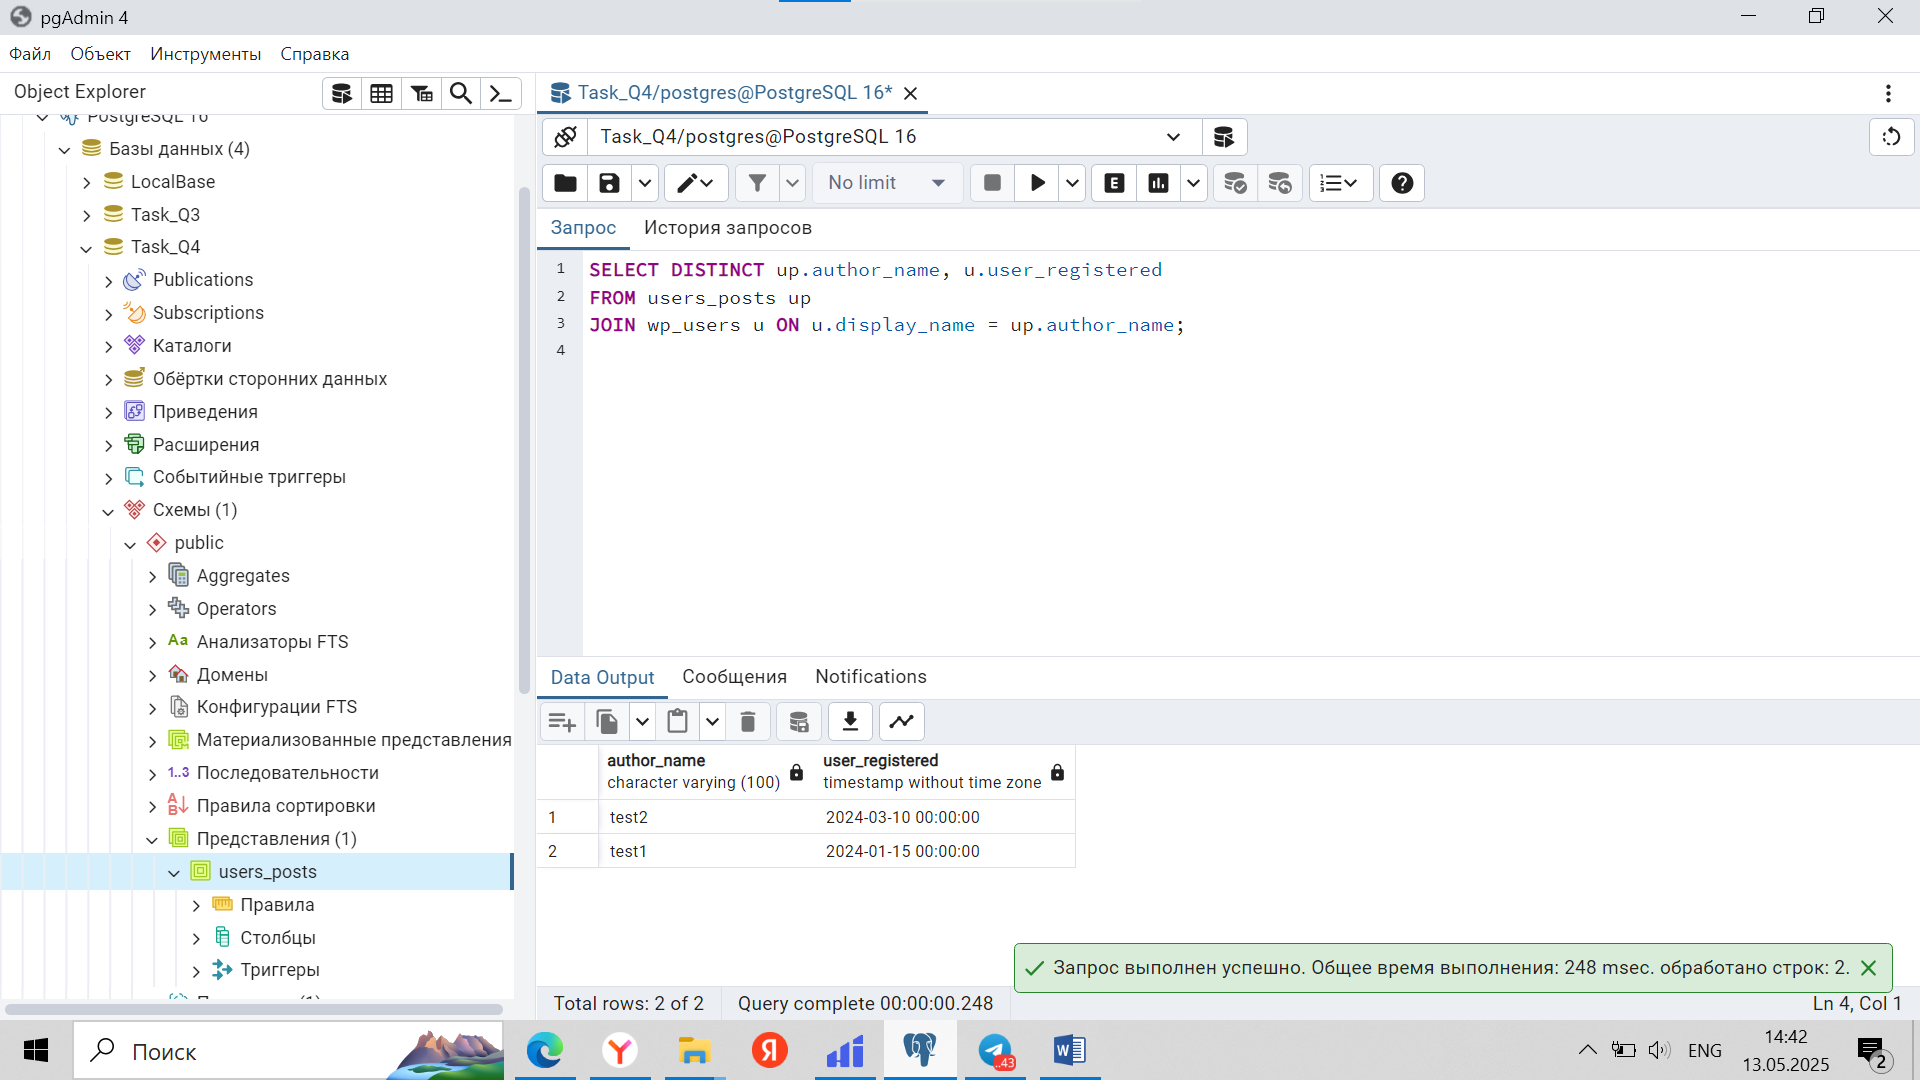 pgAdmin 4
Файл Объект Инструменты Справка
Object Explorer
PostgreSQL 16
Базы данных (4)
LocalBase
Task_Q3
Task_Q4
Publications
Subscriptions
Каталоги
Обёртки сторонних данных
Приведения
Расширения
Событийные триггеры
Схемы (1)
public
Aggregates
Operators
Aa Анализаторы FTS
Домены
Конфигурации FTS
Материализованные представления
1..3 Последовательности
Правила сортировки
Представления (1)
users_posts
Правила
Столбцы
Триггеры
Task_Q4/postgres@PostgreSQL 16*
Task_Q4/postgres@PostgreSQL 16
No limit
E
Запрос История запросов
1 SELECT DISTINCT up.author_name, u.user_registered
2 FROM users_posts up
3 JOIN wp_users u ON u.display_name = up.author_name;
4
Data Output Сообщения Notifications
author_name user_registered
character varying (100) timestamp without time zone
1 test2 2024-03-10 00:00:00
2 test1 2024-01-15 00:00:00
Запрос выполнен успешно. Общее время выполнения: 248 msec. обработано строк: 2.
Total rows: 2 of 2 Query complete 00:00:00.248 Ln 4, Col 1
Поиск
Я
..43
W
ENG
14:42
13.05.2025
2